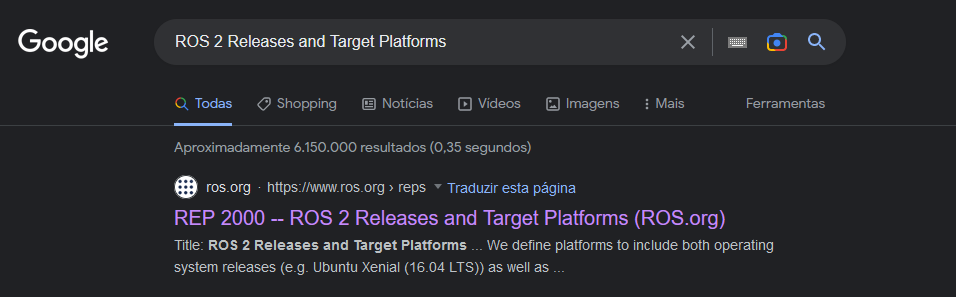 Google
ROS 2 Releases and Target Platforms
Todas Shopping Notícias Vídeos Imagens Mais Ferramentas
Aproximadamente 6.150.000 resultados (0,35 segundos)
ros.org · https://www.ros.org › reps Traduzir esta página
REP 2000 -- ROS 2 Releases and Target Platforms (ROS.org)
Title: ROS 2 Releases and Target Platforms ... We define platforms to include both operating
system releases (e.g. Ubuntu Xenial (16.04 LTS)) as well as ...